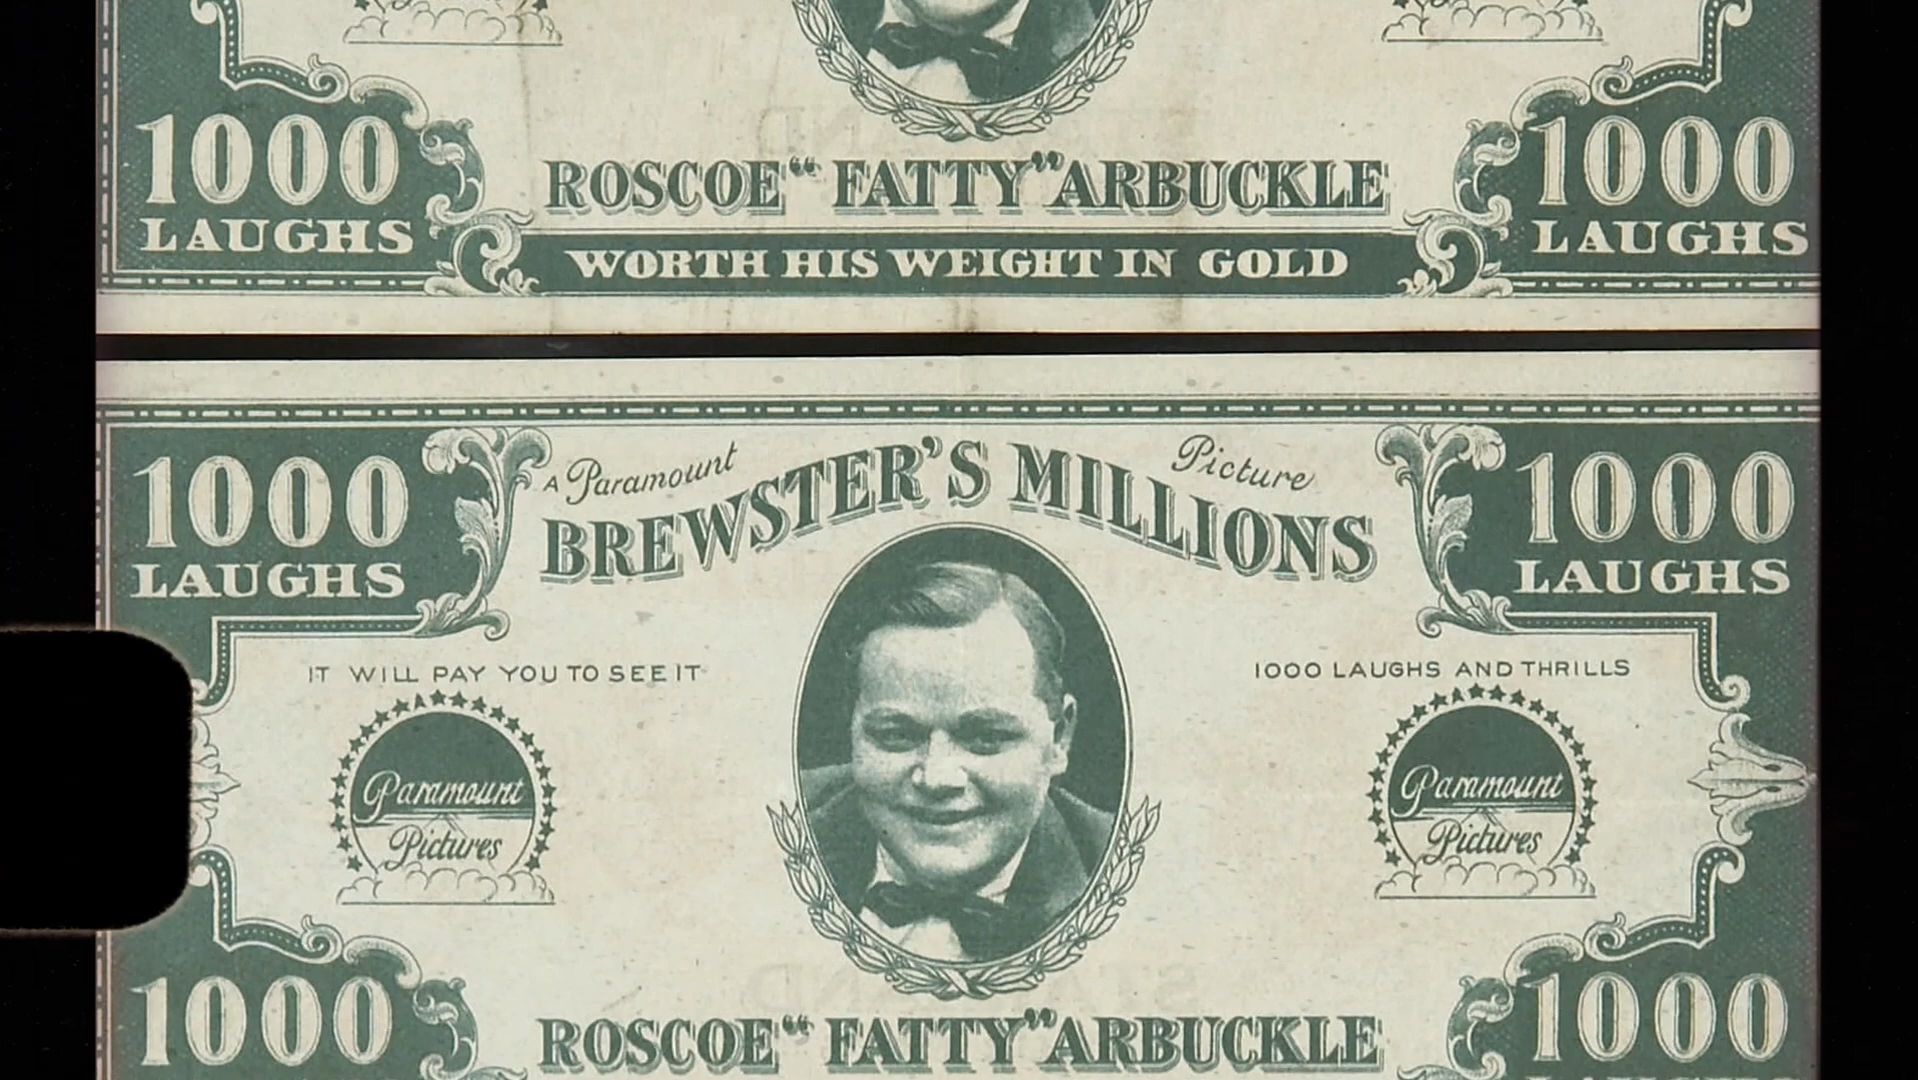 1000
LAUGHS
1000
LAUGHS
ROSCOE “FATTY” ARBUCKLE
WORTH HIS WEIGHT IN GOLD
1000
LAUGHS
A Paramount Picture
BREWSTER'S MILLIONS
1000
LAUGHS
IT WILL PAY YOU TO SEE IT
1000 LAUGHS AND THRILLS
Paramount
Pictures
Paramount
Pictures
1000
1000
ROSCOE “FATTY” ARBUCKLE